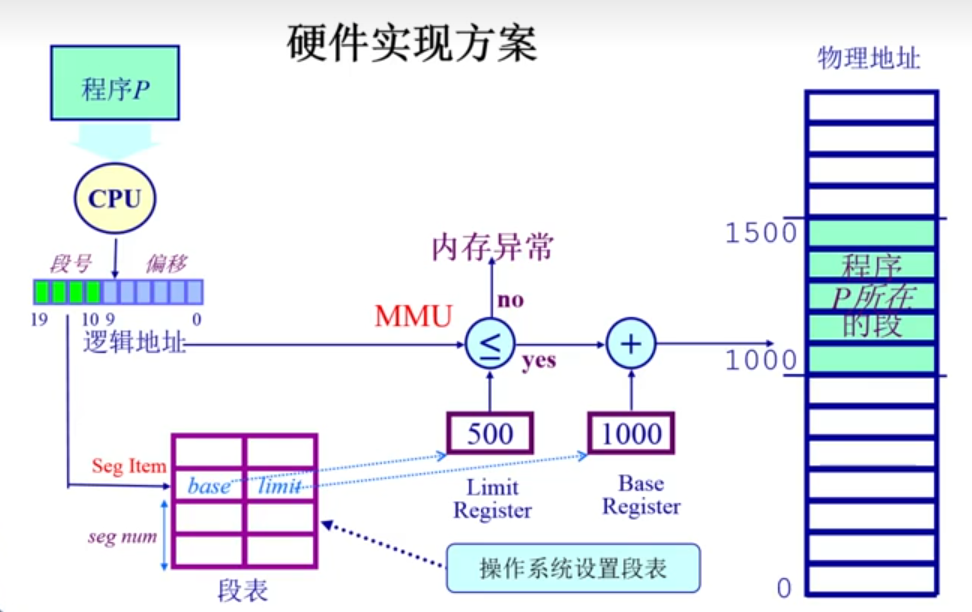 硬件实现方案
物理地址
程序P
CPU
段号
偏移
19
10
9
0
逻辑地址
内存异常
MMU
no
≤
yes
+
1500
程序
P所在
的段
1000
500
1000
Limit
Register
Base
Register
Seg Item
base
limit
seg num
段表
操作系统设置段表
0